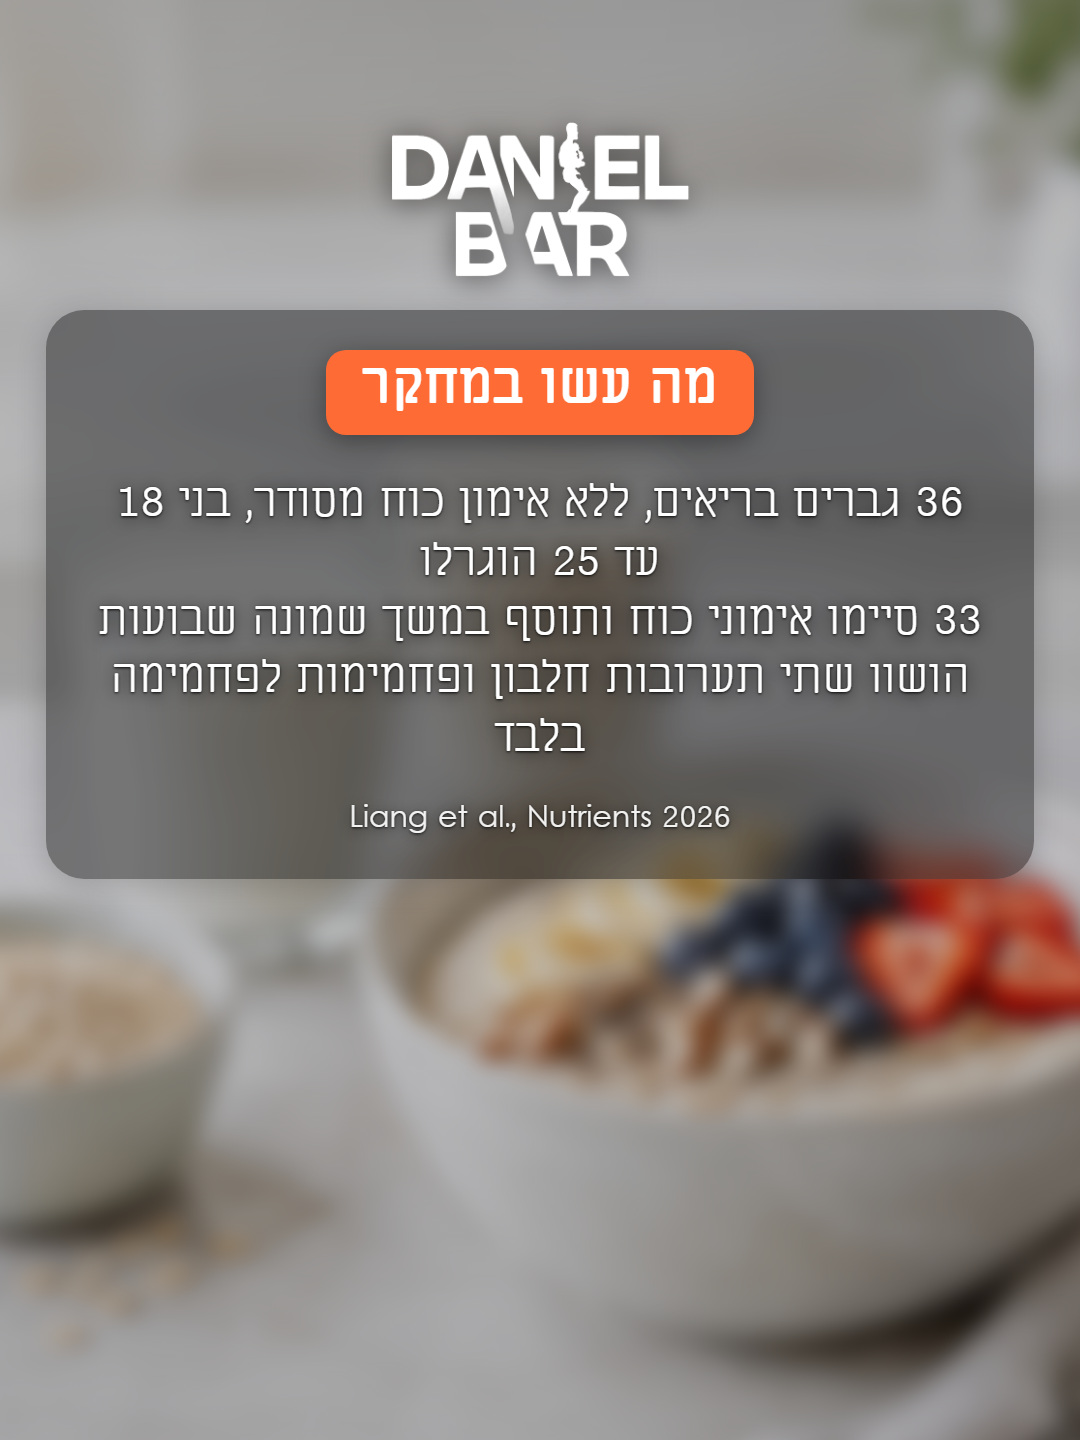 DANIEL
BAR
מה עשו במחקר
36 גברים בריאים, ללא אימון כוח מסודר, בני 18
עד 25 הוגרלו
33 סיימו אימוני כוח ותוסף במשך שמונה שבועות
הושוו שתי תערובות חלבון ופחמימות לפחמימה
בלבד
Liang et al., Nutrients 2026